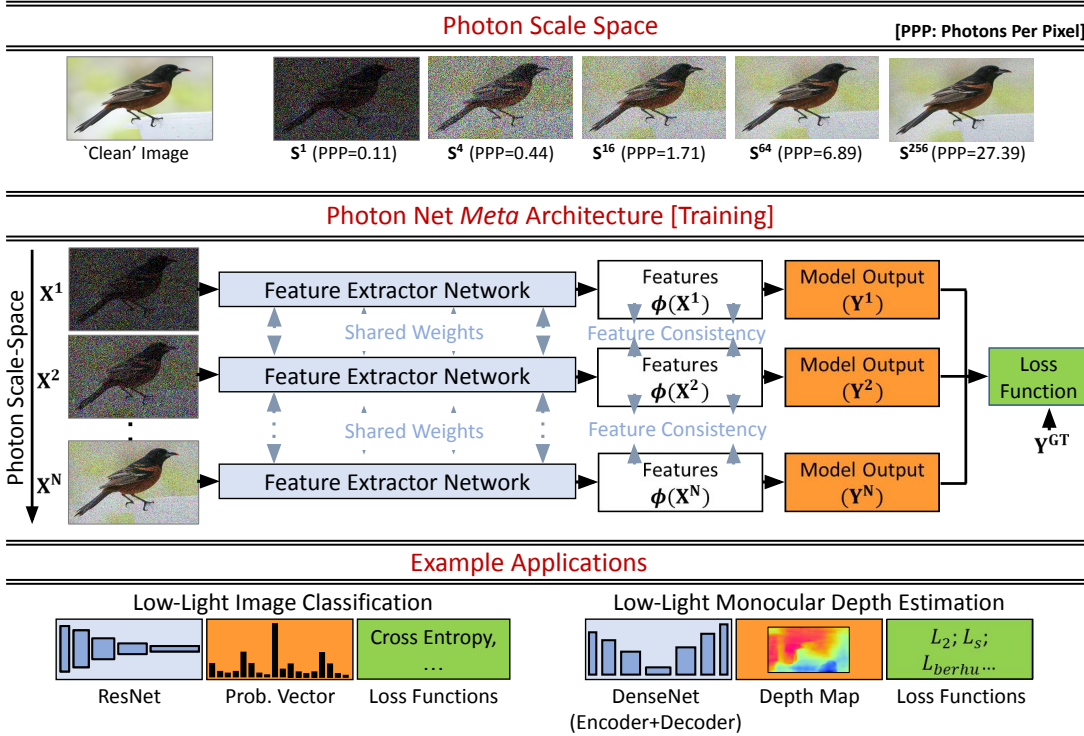 Photon Scale Space
[PPP: Photons Per Pixel]
`Clean' Image
S¹ (PPP=0.11)
S⁴ (PPP=0.44)
S¹⁶ (PPP=1.71)
S⁶⁴ (PPP=6.89)
S²⁵⁶ (PPP=27.39)
Photon Net Meta Architecture [Training]
Photon Scale-Space
X¹
Feature Extractor Network
Features
ϕ(X¹)
Model Output
(Y¹)
Shared Weights
Feature Consistency
X²
Feature Extractor Network
Features
ϕ(X²)
Model Output
(Y²)
Loss
Function
Y^GT
Shared Weights
Feature Consistency
X^N
Feature Extractor Network
Features
ϕ(X^N)
Model Output
(Y^N)
Example Applications
Low-Light Image Classification
Cross Entropy,
...
ResNet
Prob. Vector
Loss Functions
Low-Light Monocular Depth Estimation
L₂; Lₛ;
L_berhu...
DenseNet
(Encoder+Decoder)
Depth Map
Loss Functions